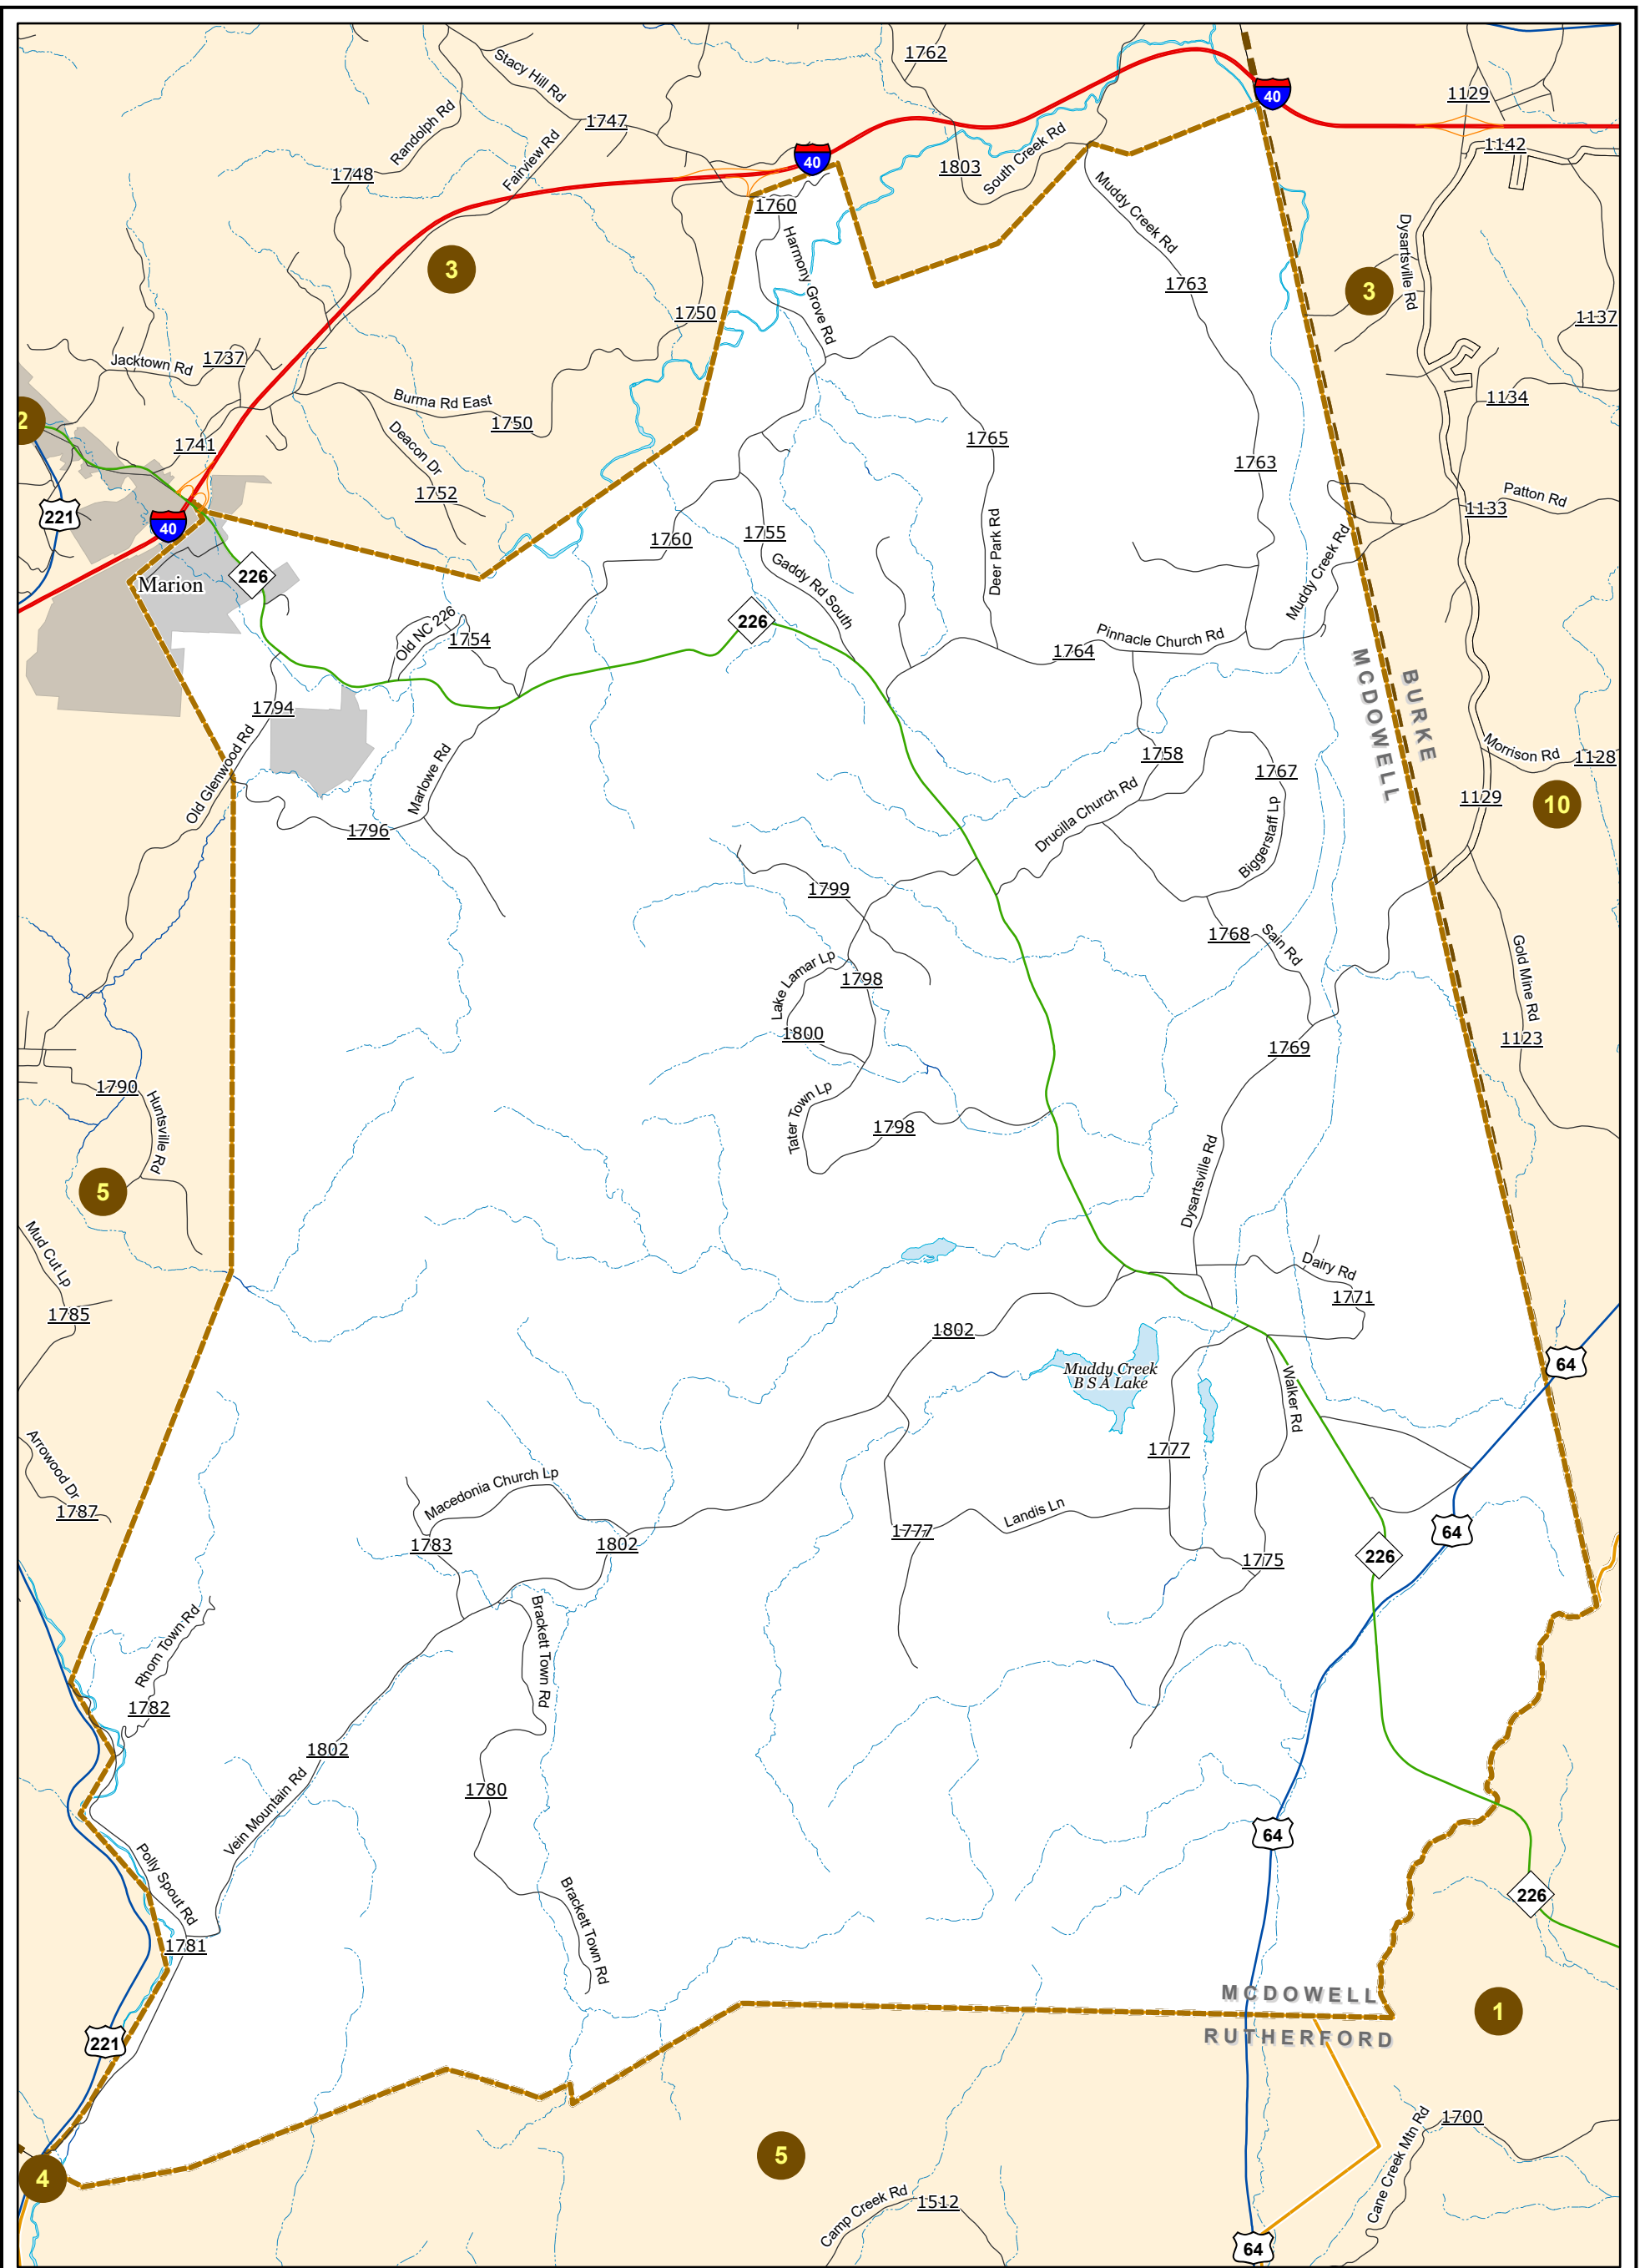 1762
Stacy Hill Rd
40
1129
Randolph Rd
1747
Fairview Rd
1142
40
1748
1803
South Creek Rd
1760
Muddy Creek Rd
Harmony Grove Rd
Dysartsville Rd
3
1763
3
1750
1137
Jacktown Rd
1737
Burma Rd East
1134
2
1750
1741
Deacon Dr
1765
1763
1752
Patton Rd
221
40
1133
1760
1755
Deer Park Rd
Muddy Creek Rd
Marion
226
Gaddy Rd South
226
Old NC 226
1754
Pinnacle Church Rd
1764
MCDOWELL
BURKE
1794
Old Glenwood Rd
Marlowe Rd
1758
Morrison Rd
1128
1767
1129
10
Drucilla Church Rd
1796
Biggerstaff Lp
1799
1768
Sain Rd
Gold Mine Rd
Lake Lamar Lp
1798
1800
1769
1123
1790
Huntsville Rd
Tater Town Lp
1798
Dysartsville Rd
5
Mud Cut Lp
Dairy Rd
1771
1785
1802
64
Muddy Creek
B S A Lake
Walker Rd
Arrowood Dr
1777
Macedonia Church Lp
1787
Landis Ln
1777
64
1783
1802
1775
226
Brackett Town Rd
Rhom Town Rd
1782
1802
Vein Mountain Rd
1780
64
Polly Spout Rd
Brackett Town Rd
226
1781
MCDOWELL
1
RUTHERFORD
221
1700
Cane Creek Mtn Rd
5
4
Camp Creek Rd
1512
64